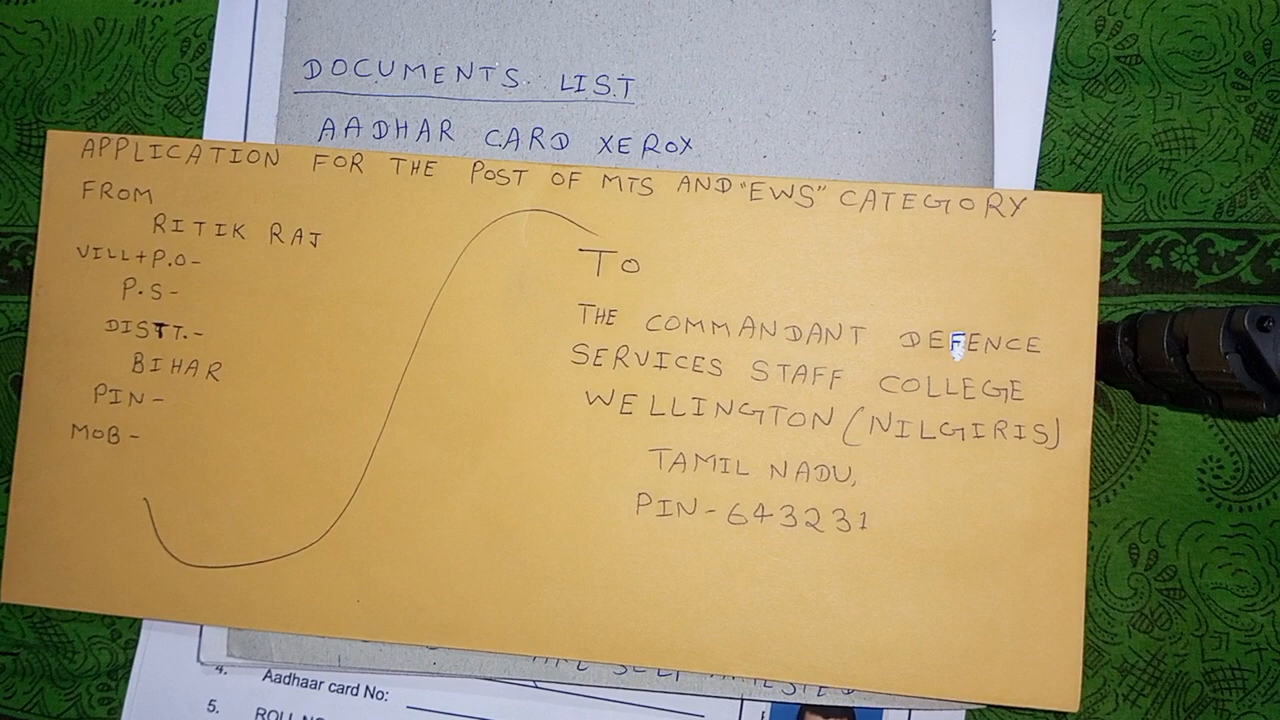 DOCUMENTS LIST
AADHAR CARD XEROX
APPLICATION FOR THE POST OF MTS AND "EWS" CATEGORY
FROM
RITIK RAJ
VILL+P.O-
P.S-
DISTT.-
BIHAR
PIN-
MOB-
TO
THE COMMANDANT DEFENCE
SERVICES STAFF COLLEGE
WELLINGTON (NILGIRIS)
TAMIL NADU,
PIN-643231
4. Aadhaar card No:
5.